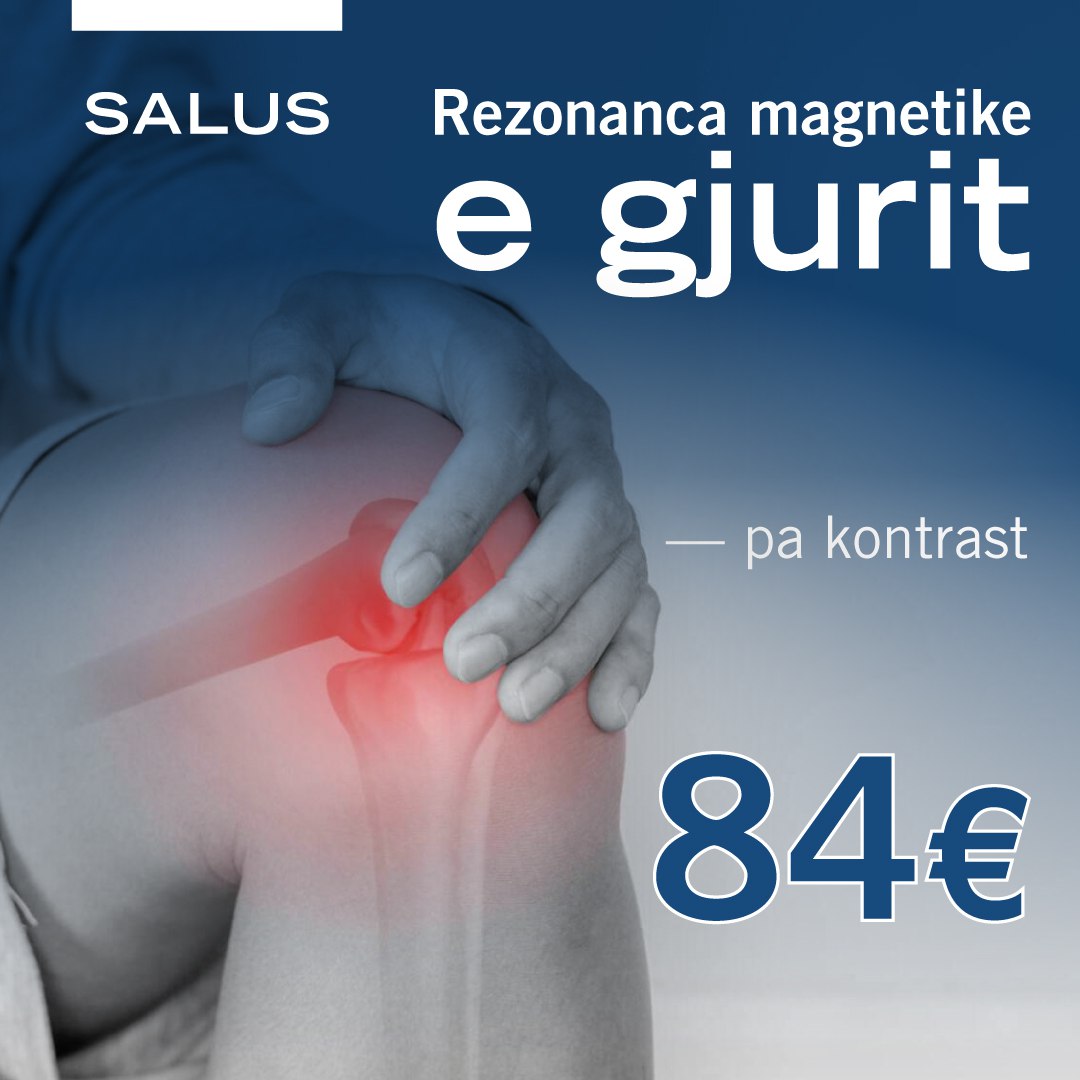 SALUS
Rezonanca magnetike
e gjurit
— pa kontrast
84€